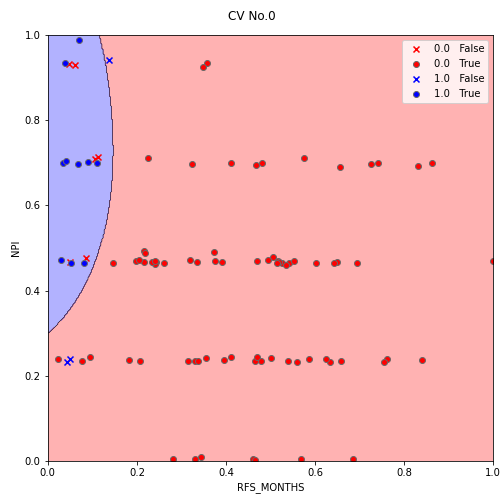 CV No.0
1.0
0.8
0.6
0.4
0.2
0.0
NPI
0.0 False
0.0 True
1.0 False
1.0 True
0.0 0.2 0.4 0.6 0.8 1.0
RFS_MONTHS